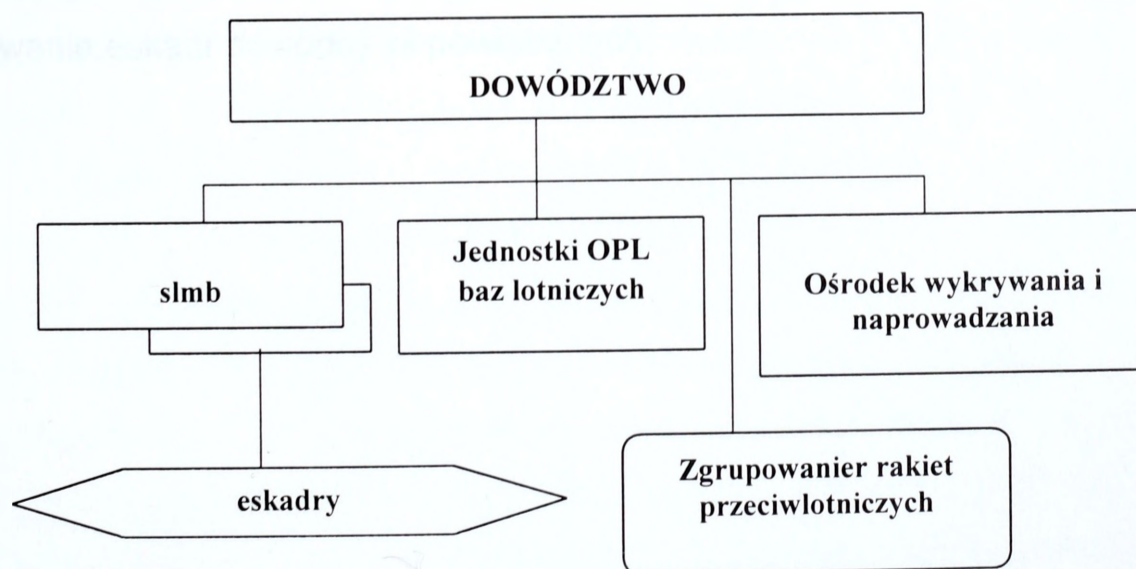 DOWÓDZTWO
slmb
Jednostki OPL
baz lotniczych
Ośrodek wykrywania i
naprowadzania
eskadry
Zgrupowanier rakiet
przeciwlotniczych